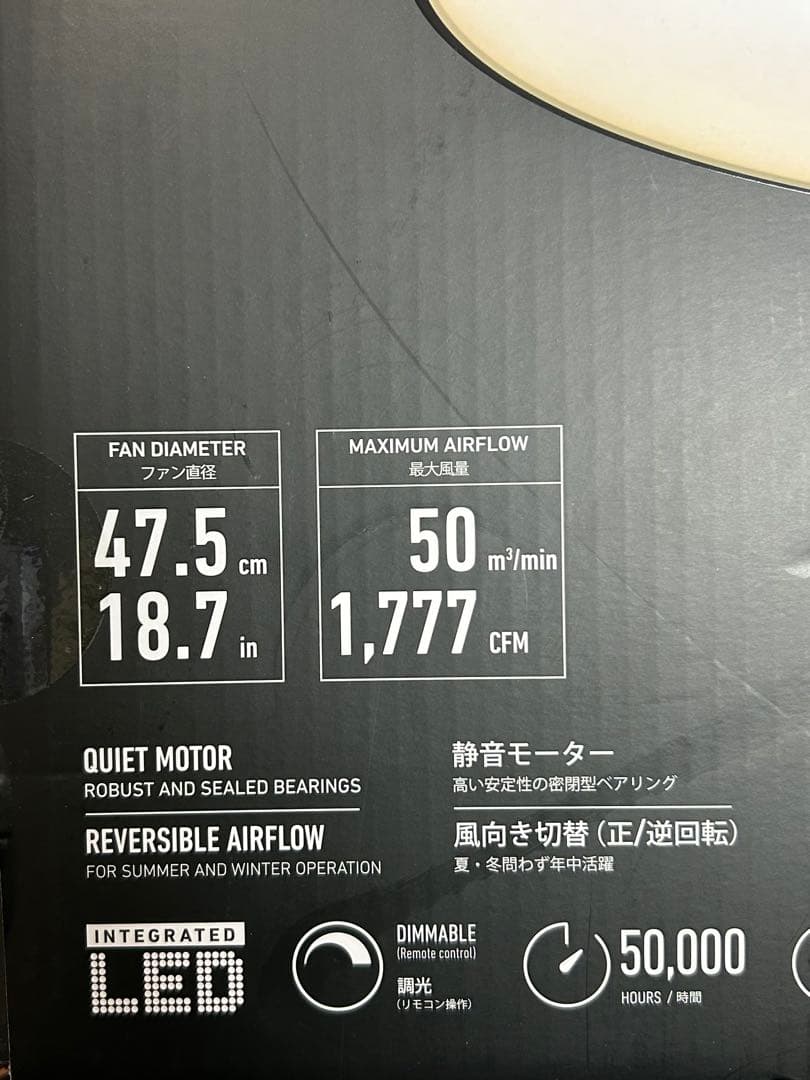 FAN DIAMETER
ファン直径
47.5 cm
18.7 in
MAXIMUM AIRFLOW
最大風量
50 m³/min
1,777 CFM
QUIET MOTOR
ROBUST AND SEALED BEARINGS
REVERSIBLE AIRFLOW
FOR SUMMER AND WINTER OPERATION
静音モーター
高い安定性の密閉型ベアリング
風向き切替（正/逆回転）
夏・冬問わず年中活躍
INTEGRATED
LED
DIMMABLE
(Remote control)
調光
（リモコン操作）
50,000
HOURS / 時間